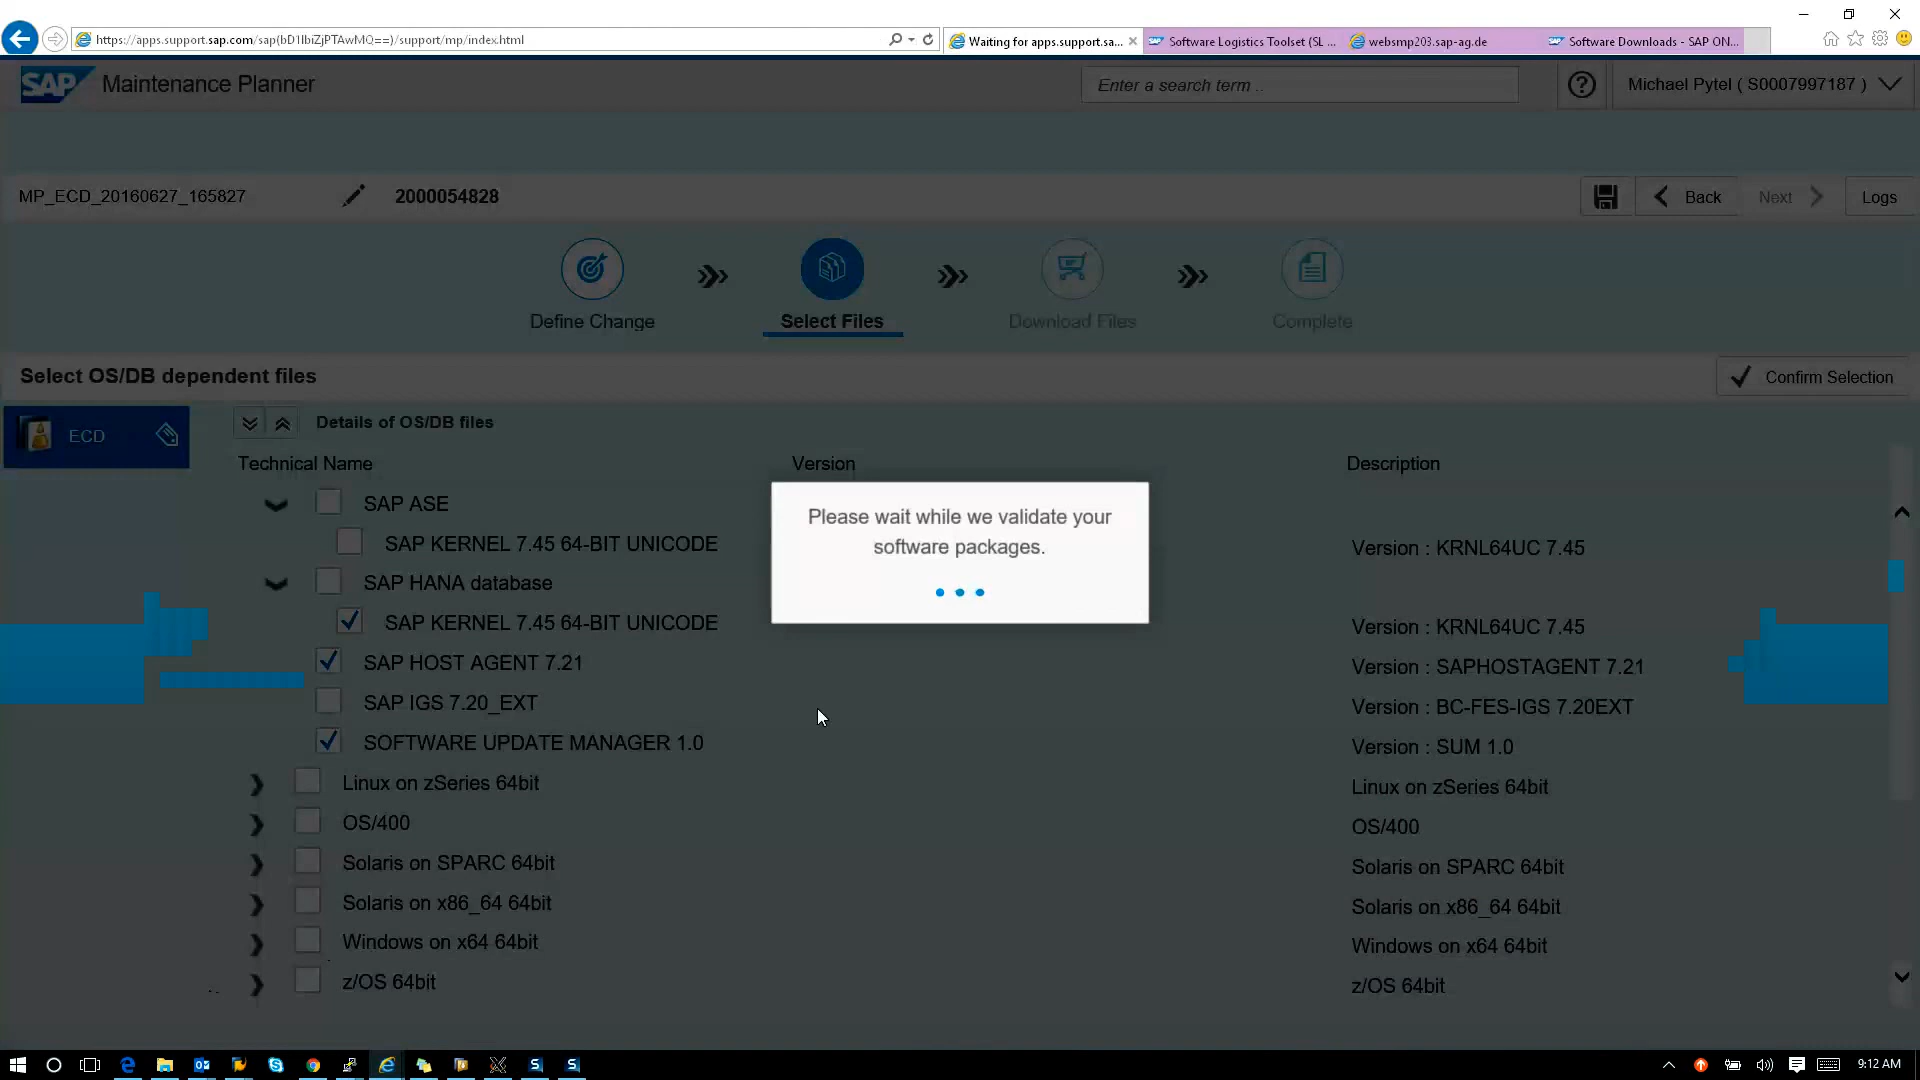 https://apps.support.sap.com/sap(bD1lbiZjPTAwMQ==)/support/mp/index.html
Waiting for apps.support.sa...
Software Logistics Toolset (SL ...
websmp203.sap-ag.de
Software Downloads - SAP ON...
SAP Maintenance Planner
Enter a search term ..
Michael Pytel ( S0007997187 )
MP_ECD_20160627_165827
2000054828
Back
Next
Logs
Define Change
Select Files
Download Files
Complete
Select OS/DB dependent files
Confirm Selection
ECD
Details of OS/DB files
Technical Name
Version
Description
SAP ASE
SAP KERNEL 7.45 64-BIT UNICODE
Version : KRNL64UC 7.45
SAP HANA database
SAP KERNEL 7.45 64-BIT UNICODE
Version : KRNL64UC 7.45
SAP HOST AGENT 7.21
Version : SAPHOSTAGENT 7.21
SAP IGS 7.20_EXT
Version : BC-FES-IGS 7.20EXT
SOFTWARE UPDATE MANAGER 1.0
Version : SUM 1.0
Linux on zSeries 64bit
Linux on zSeries 64bit
OS/400
OS/400
Solaris on SPARC 64bit
Solaris on SPARC 64bit
Solaris on x86_64 64bit
Solaris on x86_64 64bit
Windows on x64 64bit
Windows on x64 64bit
z/OS 64bit
z/OS 64bit
Please wait while we validate your
software packages.
9:12 AM